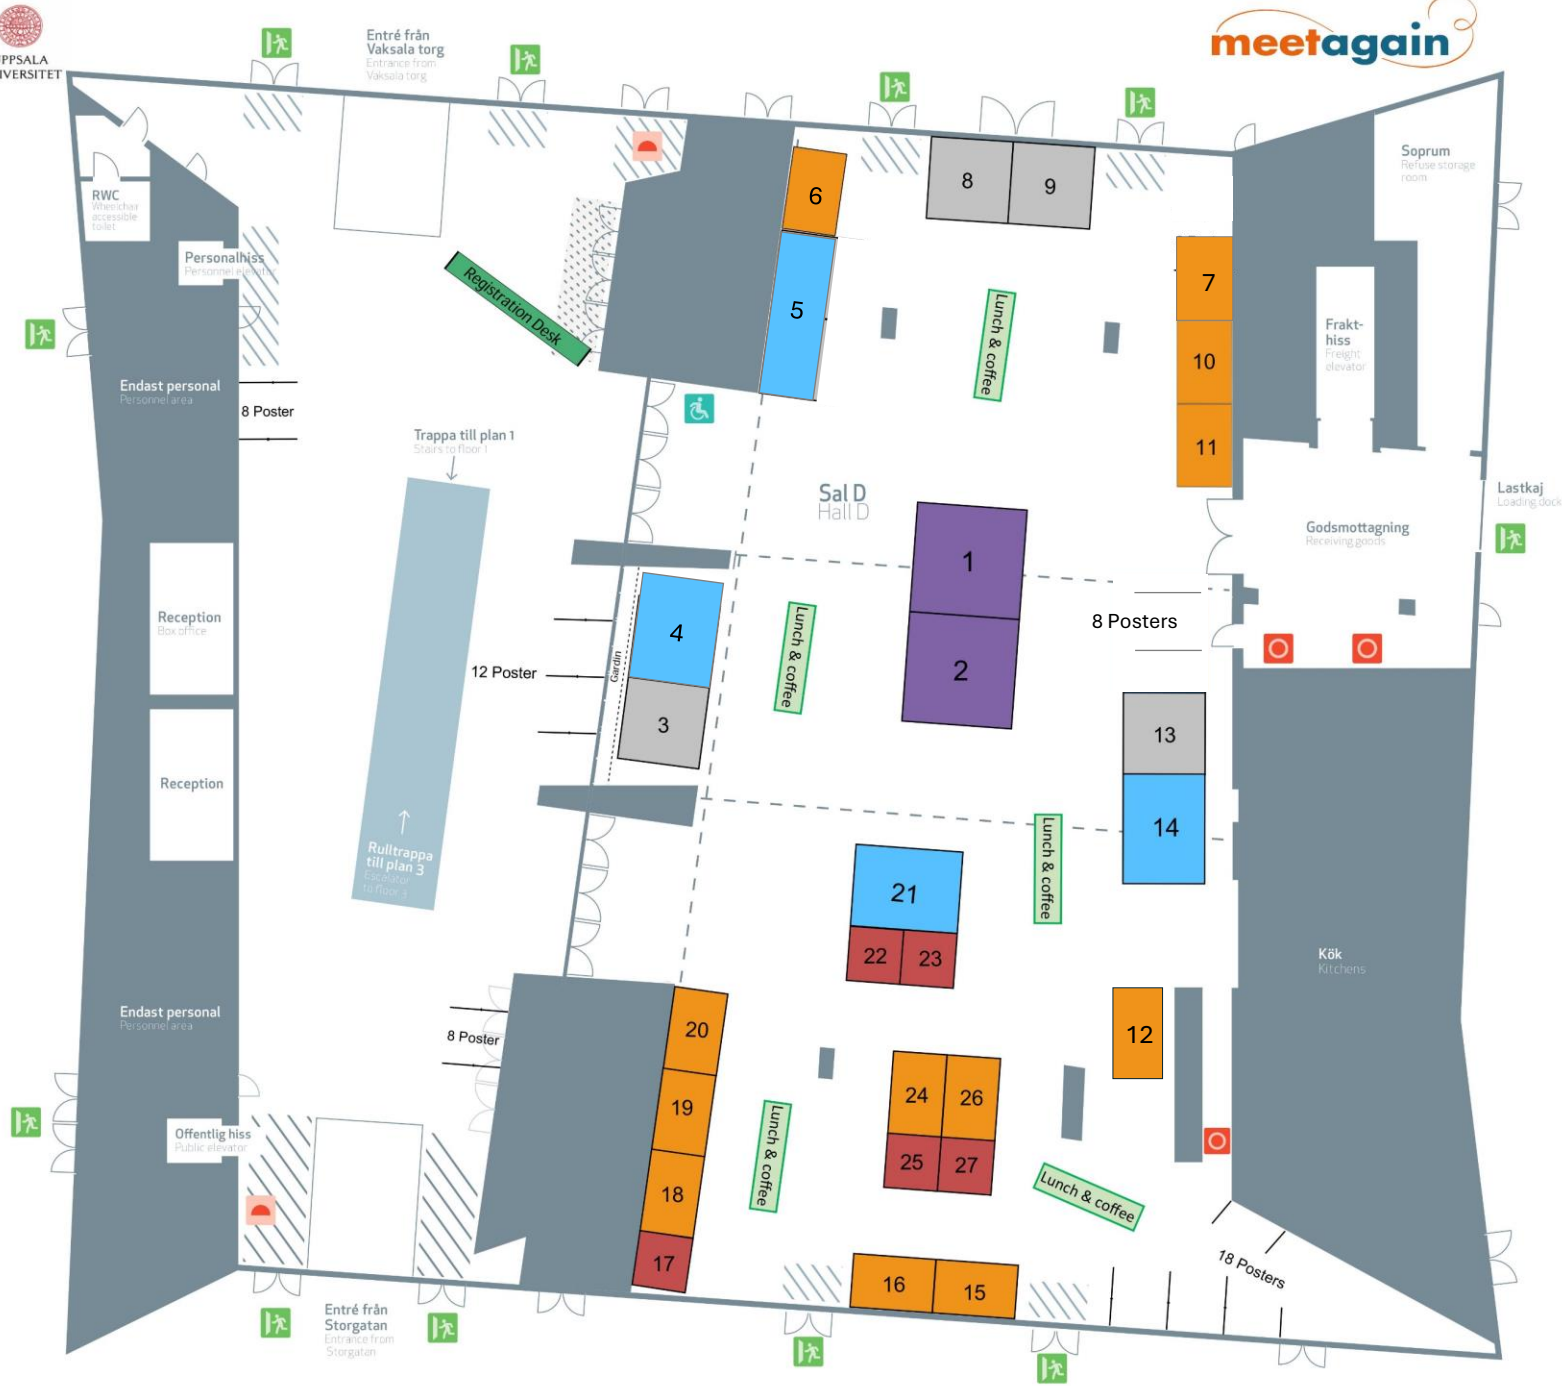 UPPSALA
UNIVERSITET
meetagain
Entré från
Vaksala torg
Entrance from
Vaksala torg
Soprum
Refuse storage
room
RWC
Wheelchair
accessible
toilet
Personalhiss
Personnel elevator
Registration Desk
6
5
8
9
7
10
11
Lunch & coffee
Frakt-
hiss
Freight
elevator
Endast personal
Personnel area
8 Poster
Trappa till plan 1
Stairs to floor 1
Sal D
Hall D
Lastkaj
Loading dock
Godsmottagning
Receiving goods
1
2
8 Posters
Reception
Box office
12 Poster
Gardin
4
3
Lunch & coffee
13
14
Reception
Rulltrappa
till plan 3
Escalator
to floor 3
Lunch & coffee
21
22
23
Kök
Kitchens
Endast personal
Personnel area
8 Poster
20
19
18
17
12
24
26
25
27
Lunch & coffee
Lunch & coffee
Offentlig hiss
Public elevator
16
15
18 Posters
Entré från
Storgatan
Entrance from
Storgatan